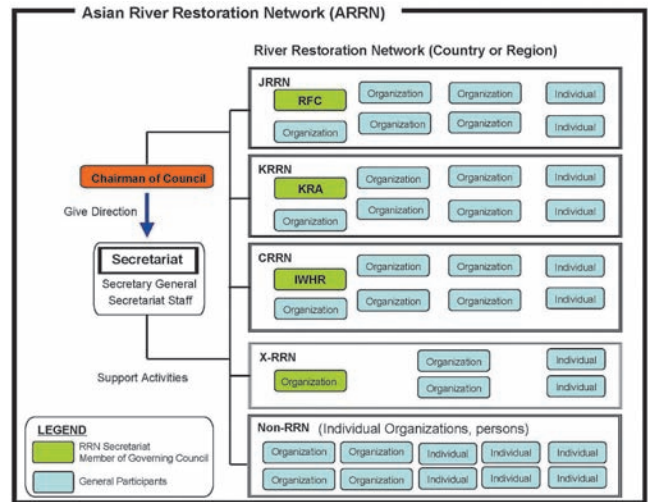 Asian River Restoration Network (ARRN)
River Restoration Network (Country or Region)
JRRN
RFC
Organization
Organization
Individual
Organization
Organization
Organization
Individual
Chairman of Council
Give Direction
Secretariat
Secretary General
Secretariat Staff
Support Activities
KRRN
KRA
Organization
Organization
Individual
Organization
Organization
Organization
Individual
CRRN
IWHR
Organization
Organization
Individual
Organization
Organization
Organization
Individual
X-RRN
Organization
Organization
Individual
Organization
Individual
Non-RRN (Individual Organizations, persons)
Organization
Organization
Individual
Individual
Individual
Organization
Organization
Individual
Individual
Individual
LEGEND
RRN Secretariat
Member of Governing Council
General Participants